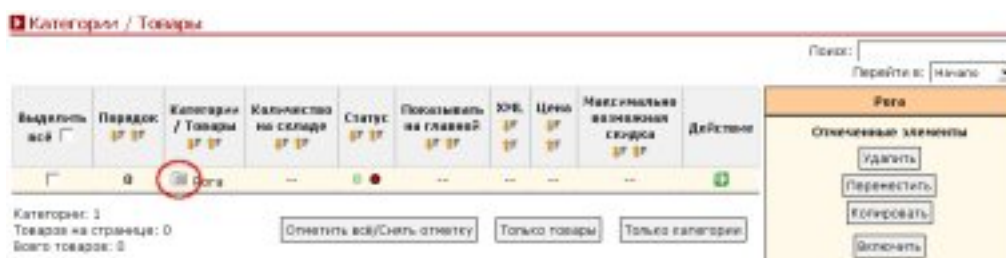 Категории / Товары
Поиск:
Перейти в: Начало
Выделить всё
Порядок
Категории / Товары
Количество на складе
Статус
Показывать на главной
XML
Цена
Максимально возможная скидка
Действие
0
Рога
--
0
--
--
--
--
Категории: 1
Товаров на странице: 0
Всего товаров: 0
Отметить всё/Снять отметку
Только товары
Только категории
Рога
Отмеченные элементы
Удалить
Переместить
Копировать
Включить